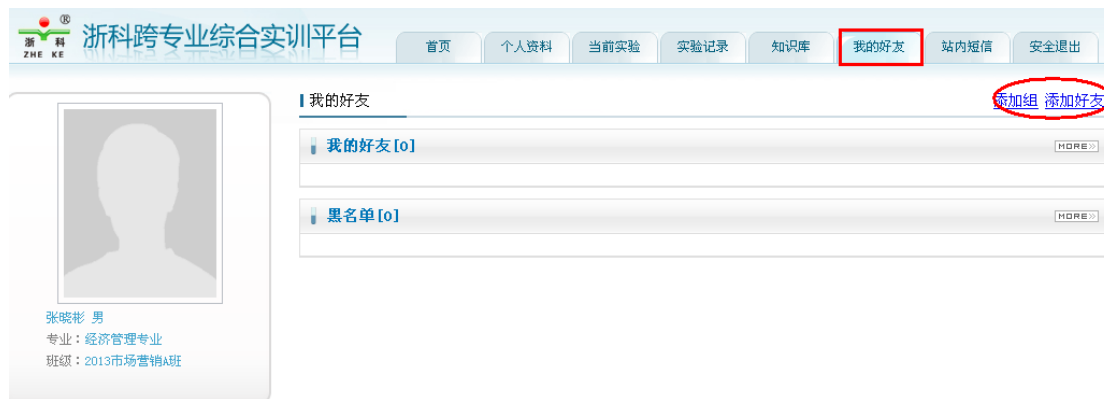 ®
浙 科
ZHE KE
浙科跨专业综合实训平台
首页 个人资料 当前实验 实验记录 知识库 我的好友 站内短信 安全退出
我的好友
添加组 添加好友
我的好友[0]
MORE
黑名单[0]
MORE
张晓彬 男
专业：经济管理专业
班级：2013市场营销A班